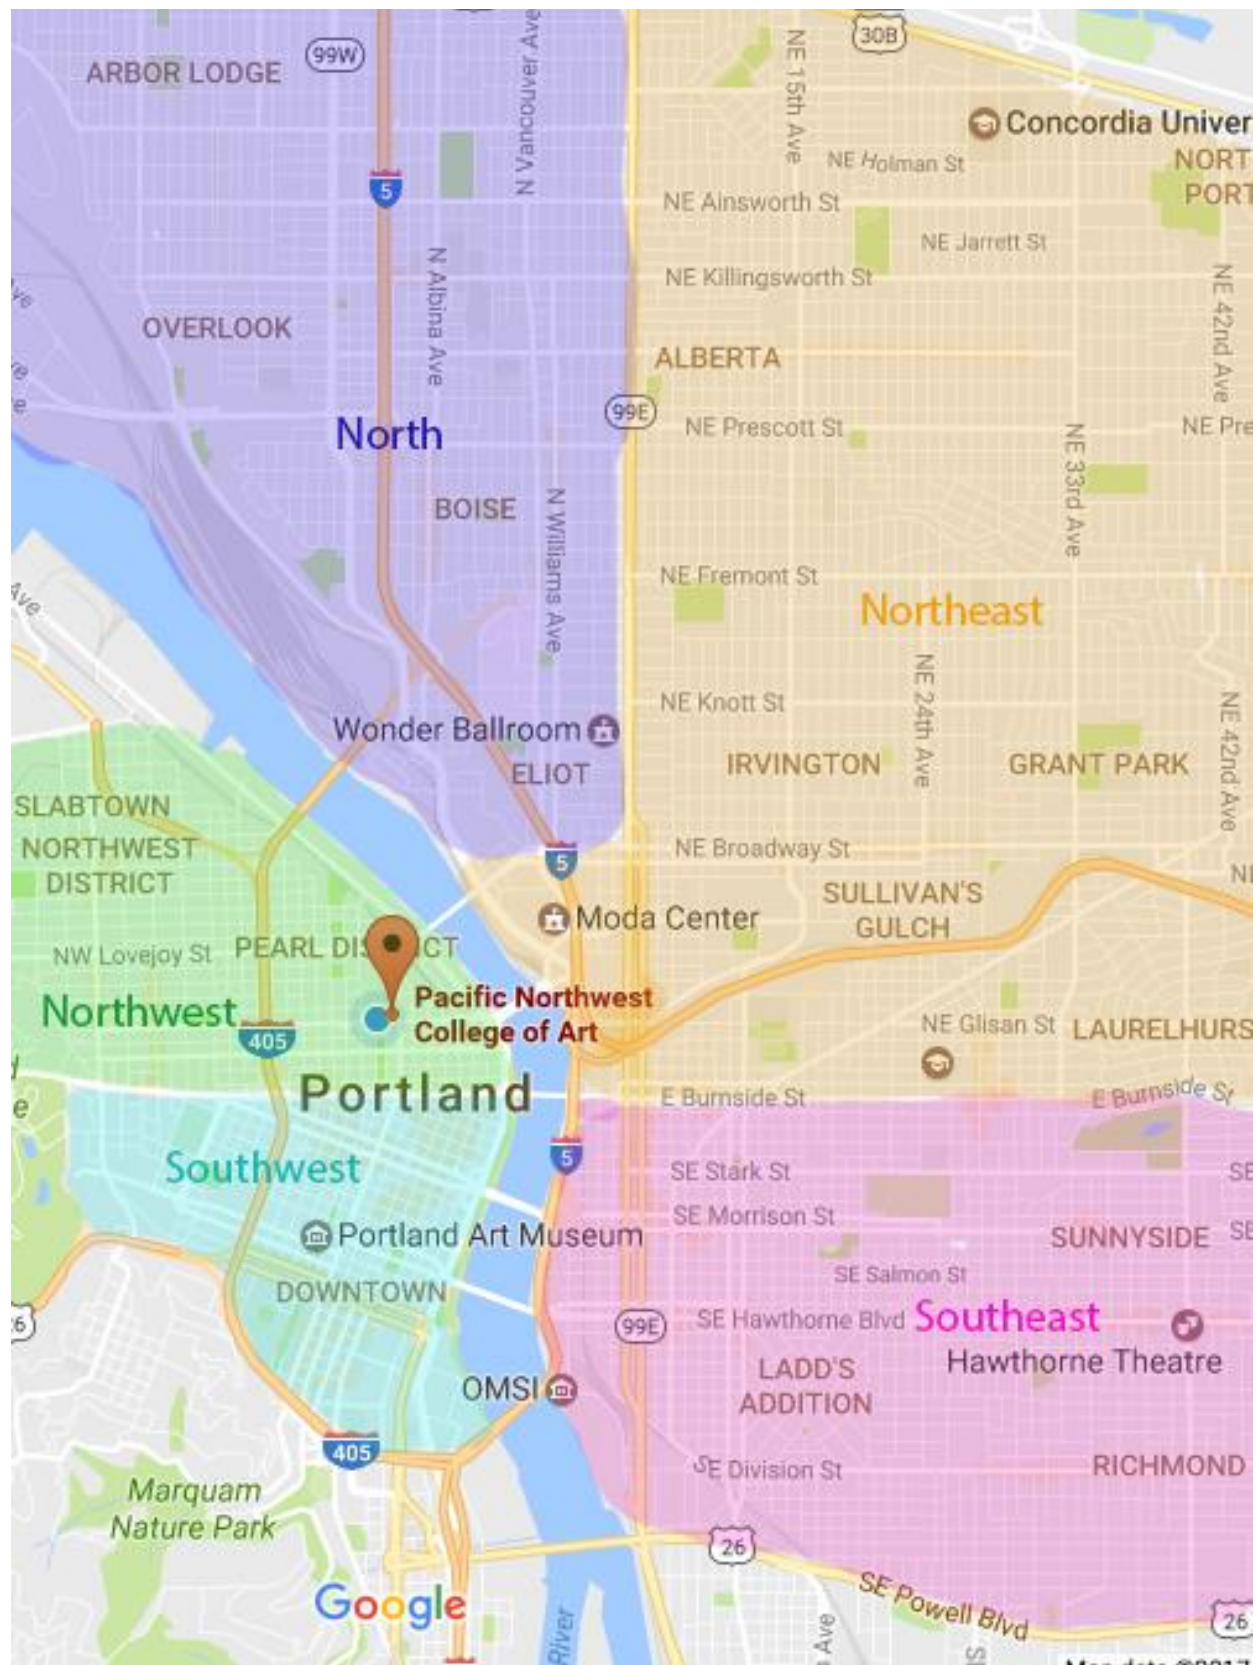 30B
99W
ARBOR LODGE
N Vancouver Ave
NE 15th Ave
Concordia Univer
NE Holman St
NORT
PORT
5
NE Ainsworth St
NE Jarrett St
N Albina Ave
NE Killingsworth St
NE 42nd Ave
OVERLOOK
ALBERTA
99E
North
NE Prescott St
NE Pre
NE 33rd Ave
BOISE
N Williams Ave
NE Fremont St
Ave
Northeast
NE 24th Ave
NE Knott St
NE 42nd Ave
Wonder Ballroom
ELIOT
IRVINGTON
GRANT PARK
SLABTOWN
NORTHWEST
DISTRICT
5
NE Broadway St
SULLIVAN'S
GULCH
Moda Center
NW Lovejoy St
PEARL DISTRICT
Northwest
Pacific Northwest
College of Art
405
NE Glisan St
LAURELHURS
Portland
E Burnside St
E Burnside St
Southwest
5
SE Stark St
SE
Portland Art Museum
SE Morrison St
SUNNYSIDE
SE
DOWNTOWN
SE Salmon St
99E
SE Hawthorne Blvd
Southeast
Hawthorne Theatre
LADD'S
ADDITION
OMSI
405
SE Division St
RICHMOND
Marquam
Nature Park
26
Google
SE Powell Blvd
26
River
Ave